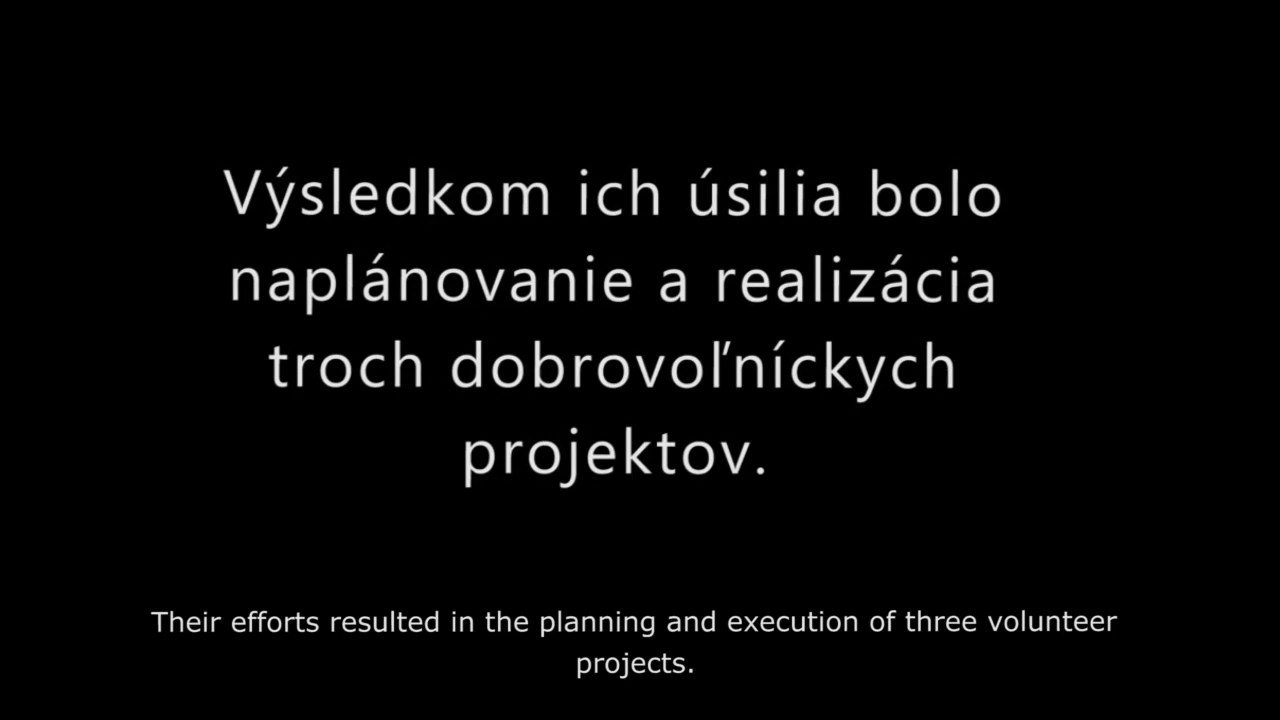 Výsledkom ich úsilia bolo
naplánovanie a realizácia
troch dobrovoľníckych
projektov.
Their efforts resulted in the planning and execution of three volunteer
projects.